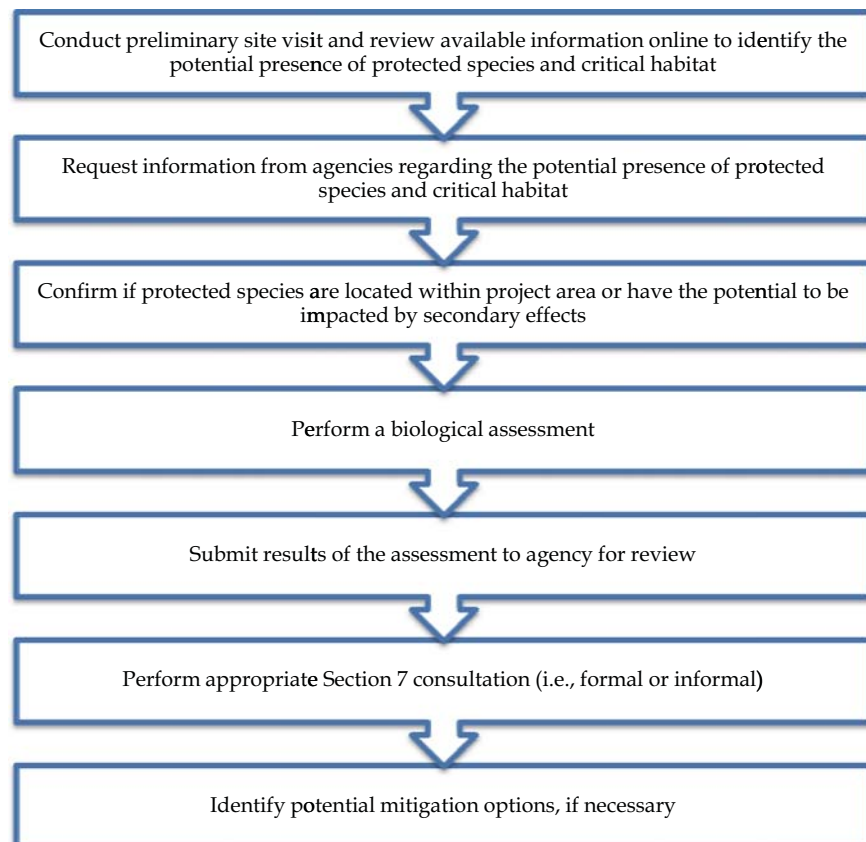 Conduct preliminary site visit and review available information online to identify the
potential presence of protected species and critical habitat
Request information from agencies regarding the potential presence of protected
species and critical habitat
Confirm if protected species are located within project area or have the potential to be
impacted by secondary effects
Perform a biological assessment
Submit results of the assessment to agency for review
Perform appropriate Section 7 consultation (i.e., formal or informal)
Identify potential mitigation options, if necessary